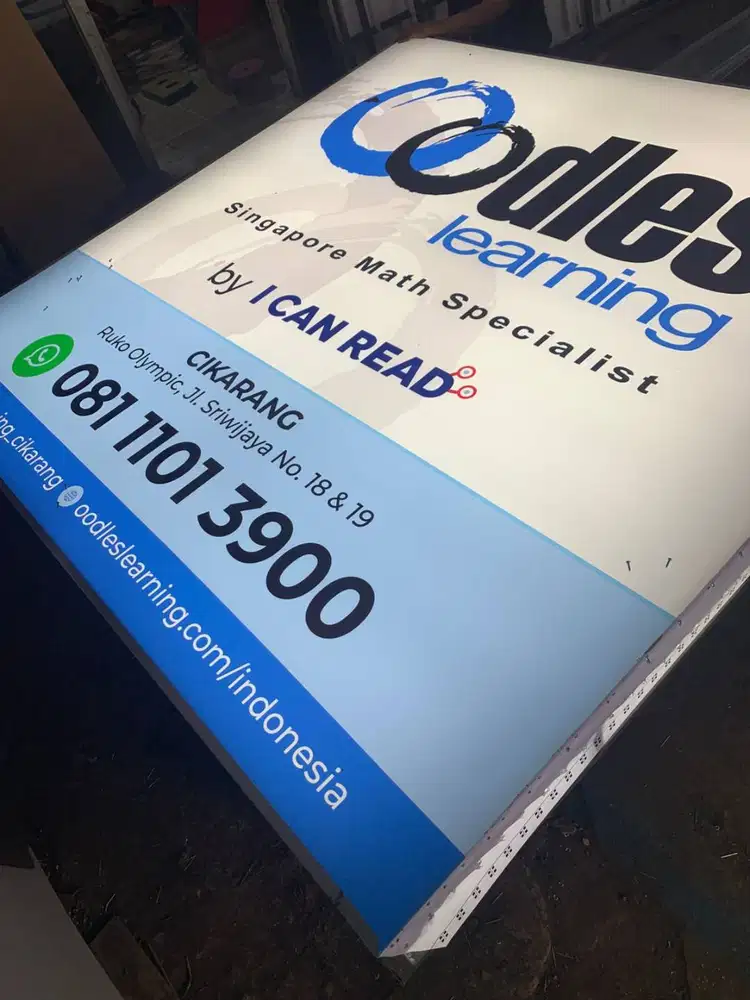 Oodles
learning
Singapore Math Specialist
by I CAN READ
CIKARANG
Ruko Olympic, Jl. Sriwijaya No. 18 & 19
081 1101 3900
ing_cikarang oodleslearning.com/indonesia